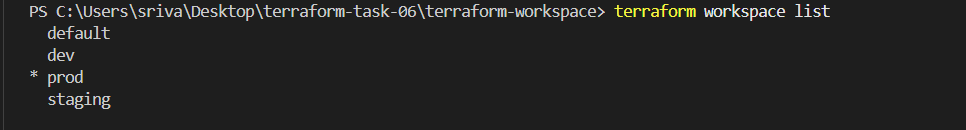 PS C:\Users\sriva\Desktop\terraform-task-06\terraform-workspace> terraform workspace list
  default
  dev
* prod
  staging